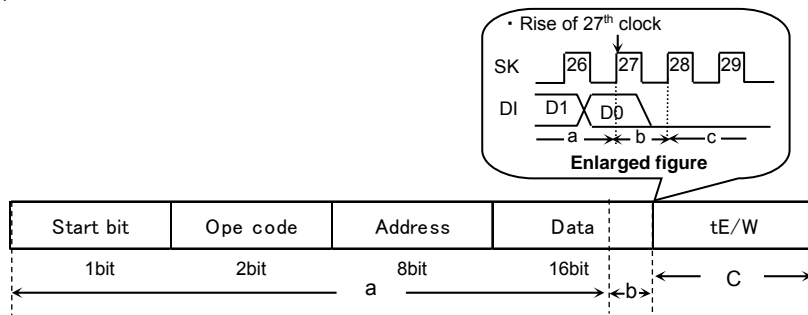 ・Rise of 27th clock
SK 26 27 28 29
DI D1 D0
a b c
Enlarged figure
Start bit Ope code Address Data tE/W
1bit 2bit 8bit 16bit
a b C